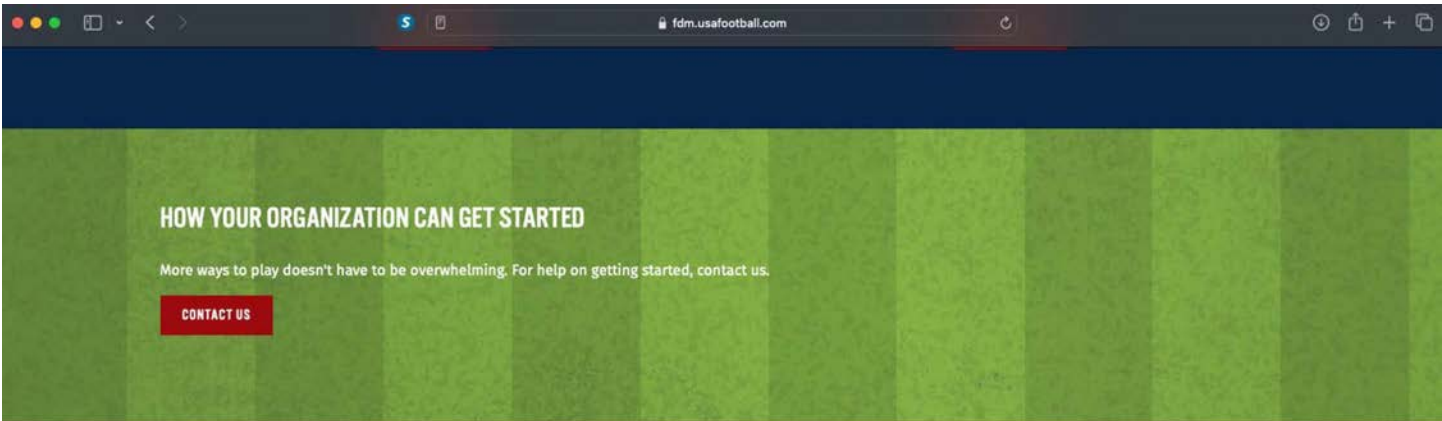 S
fdm.usafootball.com
HOW YOUR ORGANIZATION CAN GET STARTED
More ways to play doesn't have to be overwhelming. For help on getting started, contact us.
CONTACT US